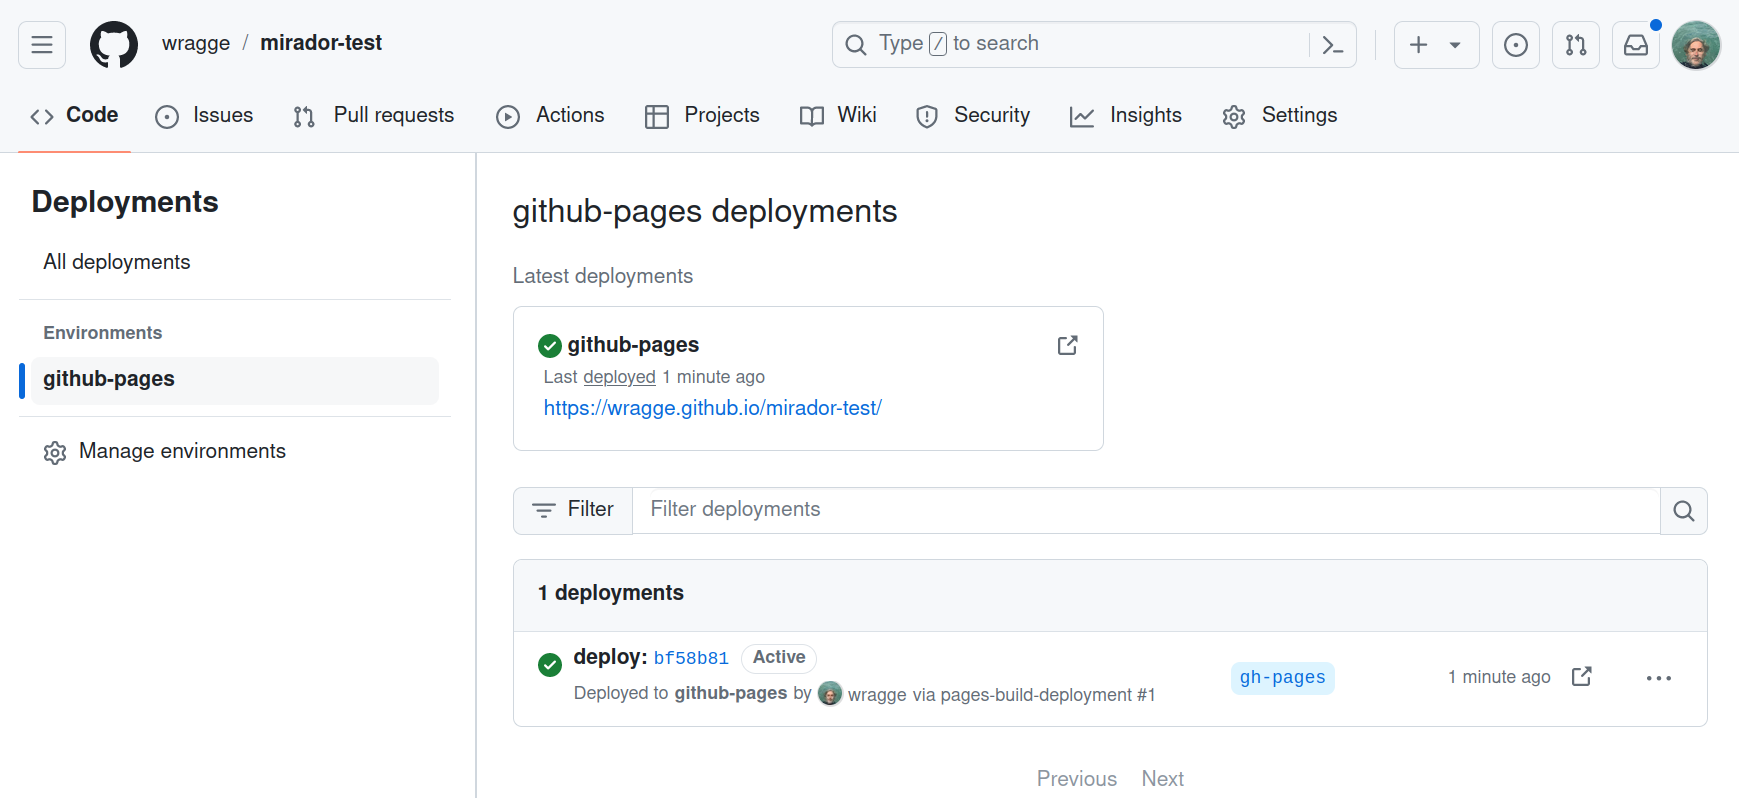 wragge / mirador-test
Type / to search
Code
Issues
Pull requests
Actions
Projects
Wiki
Security
Insights
Settings
Deployments
All deployments
Environments
github-pages
Manage environments
github-pages deployments
Latest deployments
github-pages
Last deployed 1 minute ago
https://wragge.github.io/mirador-test/
Filter
Filter deployments
1 deployments
deploy: bf58b81 Active
Deployed to github-pages by wragge via pages-build-deployment #1
gh-pages
1 minute ago
Previous Next